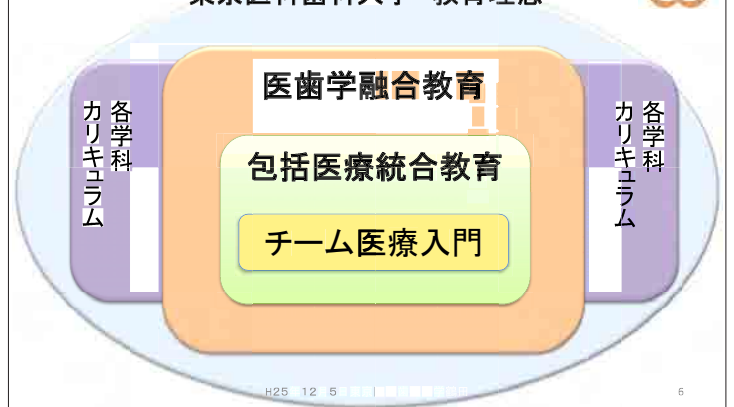 医歯学融合教育
各学科
カリキュラム
包括医療統合教育
チーム医療入門
各学科
カリキュラム
H25 12 5
6